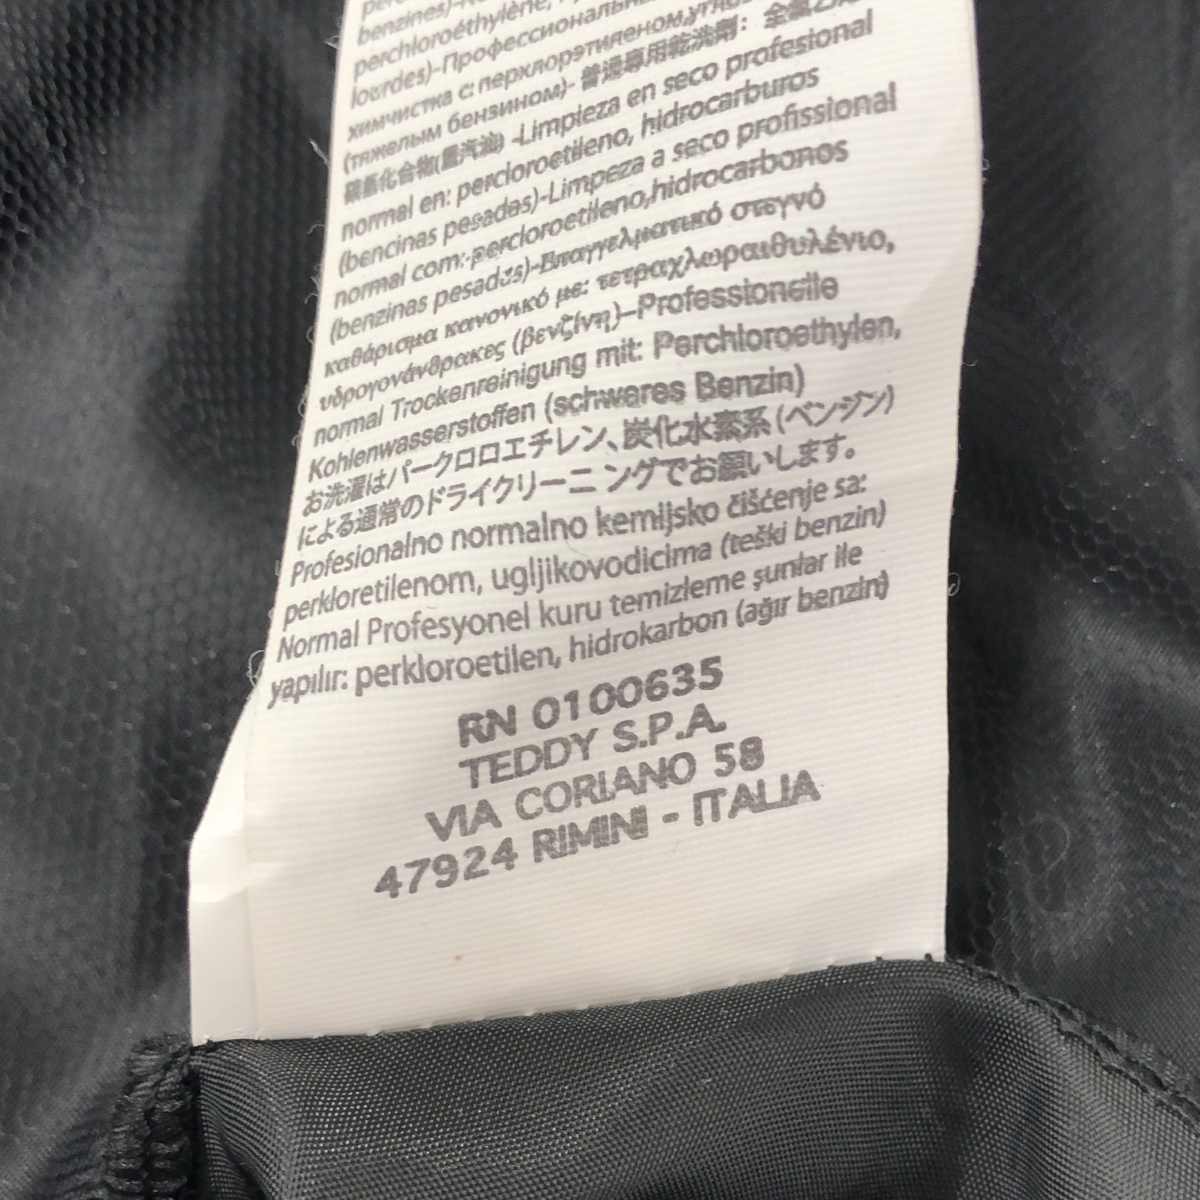 benzines)-
perchloroéthylène,
lourdes)-Профессиональн
химчистка с: перхлорэтиленом,
(тяжелым бензином)- 普通專用乾洗劑：全氯乙
碳氫化合物(重汽油) -Limpieza en seco profesional
normal en: percloroetileno, hidrocarburos
(bencinas pesadas)-Limpeza a seco profissional
normal com:-percloroetileno,hidrocarbonos
(benzinas pesadas)-Επαγγελματικό στεγνό
καθάρισμα κανονικό με: τετραχλωραιθυλένιο,
υδρογονάνθρακες (βενζίνη)–Professionelle
normal Trockenreinigung mit: Perchloroethylen,
Kohlenwasserstoffen (schweres Benzin)
お洗濯はパークロロエチレン、炭化水素系(ベンジン)
による通常のドライクリーニングでお願いします。
Profesionalno normalno kemijsko čišćenje sa:
perkloretilenom, ugljikovodicima (teški benzin)
Normal Profesyonel kuru temizleme şunlar ile
yapılır: perkloroetilen, hidrokarbon (ağır benzin)
RN 0100635
TEDDY S.P.A.
VIA CORIANO 58
47924 RIMINI - ITALIA